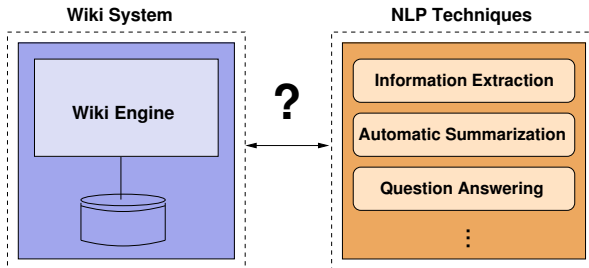 Wiki System
NLP Techniques
Wiki Engine
?
Information Extraction
Automatic Summarization
Question Answering
⋮